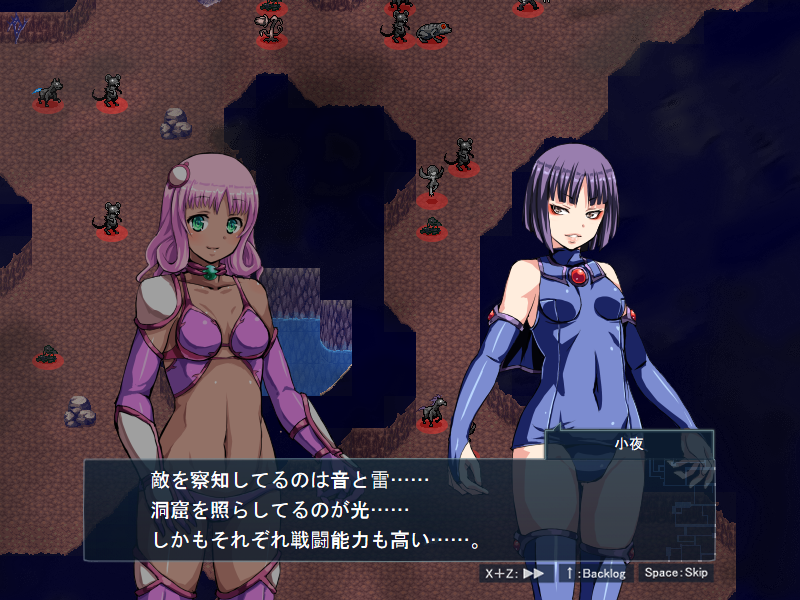 小夜
敵を察知してるのは音と雷……
洞窟を照らしてるのが光……
しかもそれぞれ戦闘能力も高い……。
X+Z:▶▶ ↑:Backlog Space:Skip